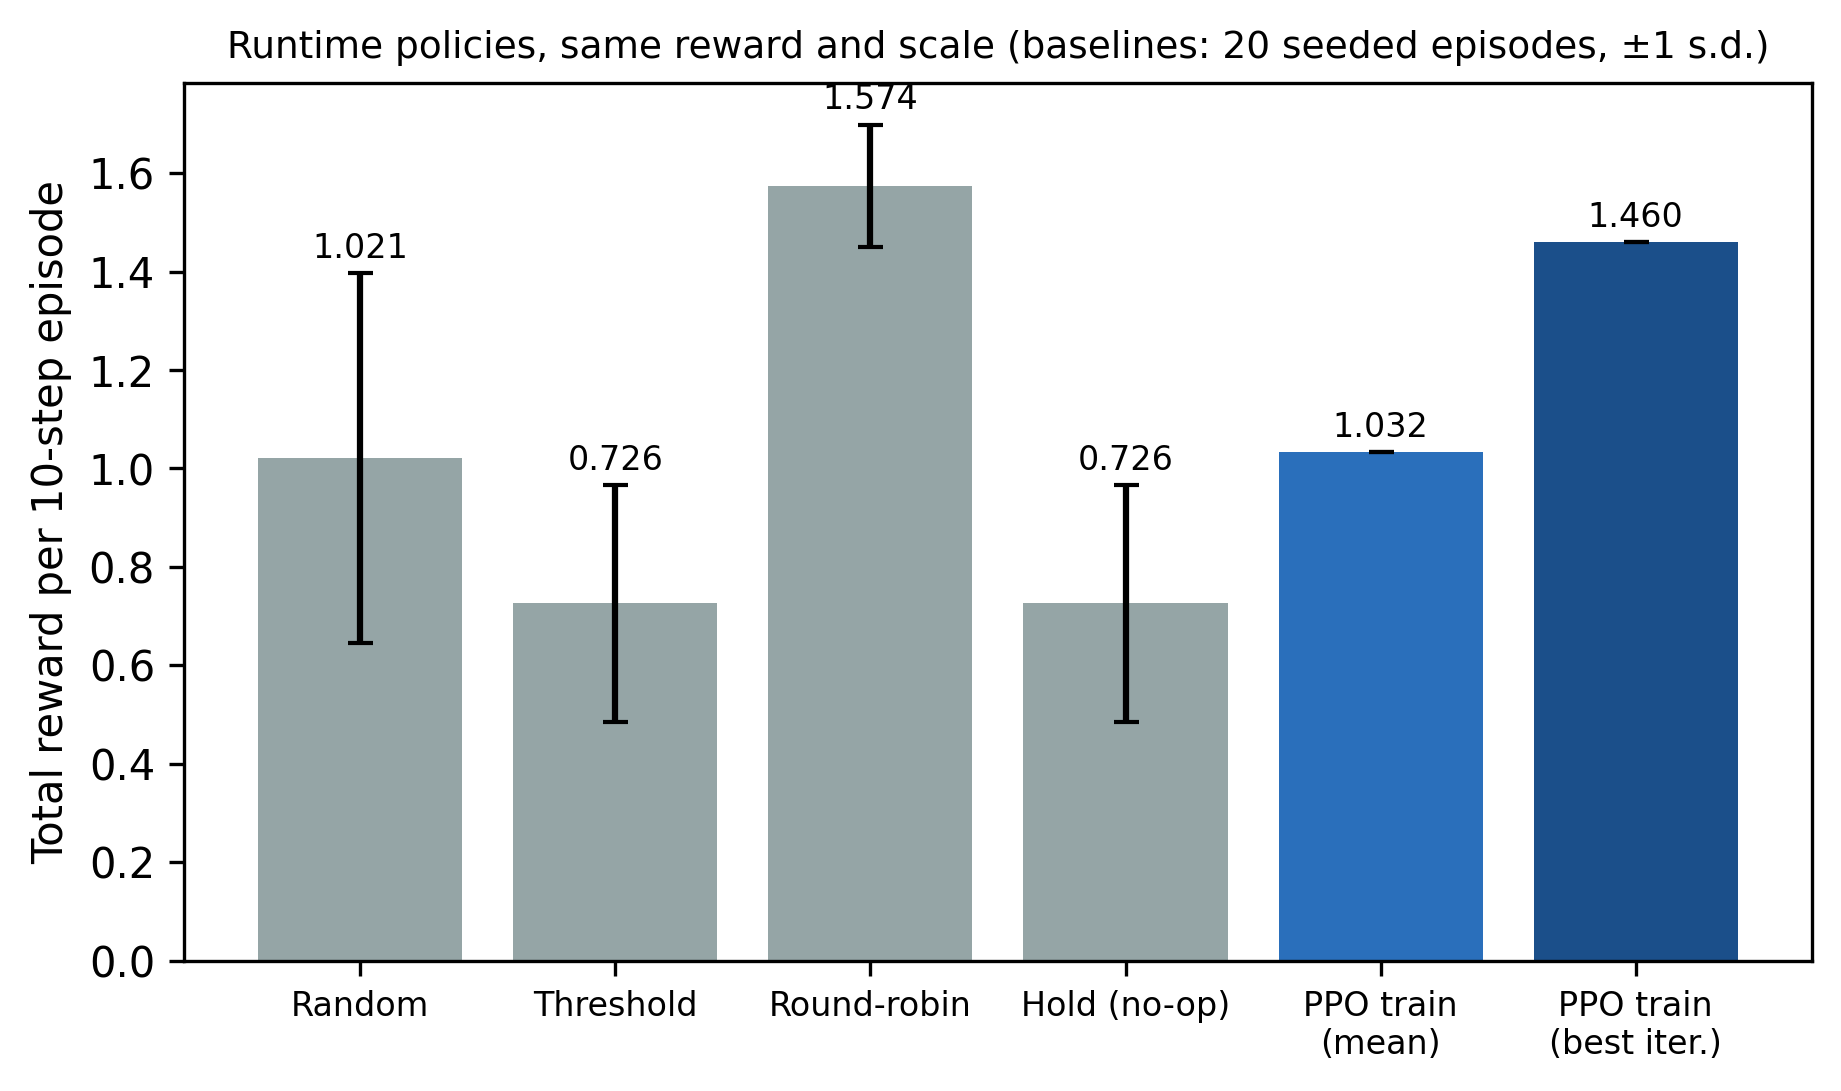 Runtime policies, same reward and scale (baselines: 20 seeded episodes, ±1 s.d.)
Total reward per 10-step episode
1.6
1.4
1.2
1.0
0.8
0.6
0.4
0.2
0.0
1.021
0.726
1.574
0.726
1.032
1.460
Random
Threshold
Round-robin
Hold (no-op)
PPO train
(mean)
PPO train
(best iter.)